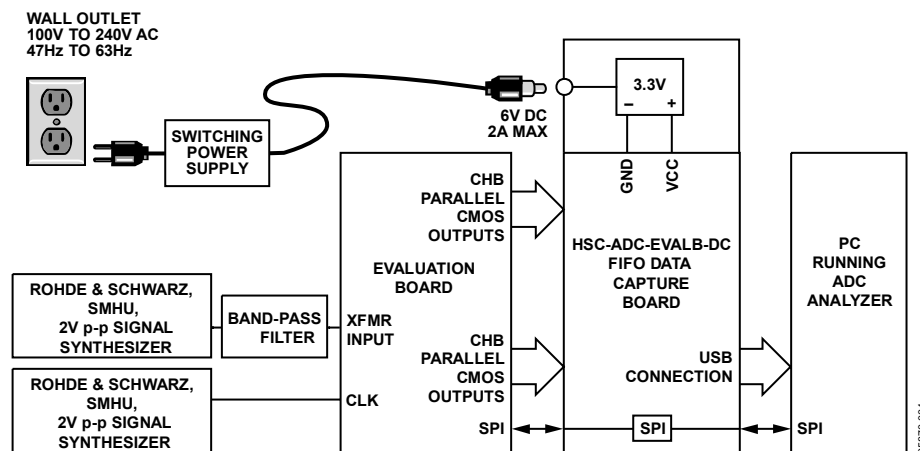 WALL OUTLET
100V TO 240V AC
47Hz TO 63Hz
SWITCHING
POWER
SUPPLY
6V DC
2A MAX
3.3V
– +
GND
VCC
CHB
PARALLEL
CMOS
OUTPUTS
EVALUATION
BOARD
HSC-ADC-EVALB-DC
FIFO DATA
CAPTURE
BOARD
PC
RUNNING
ADC
ANALYZER
ROHDE & SCHWARZ,
SMHU,
2V p-p SIGNAL
SYNTHESIZER
BAND-PASS
FILTER
XFMR
INPUT
CHB
PARALLEL
CMOS
OUTPUTS
USB
CONNECTION
ROHDE & SCHWARZ,
SMHU,
2V p-p SIGNAL
SYNTHESIZER
CLK
SPI
SPI
SPI